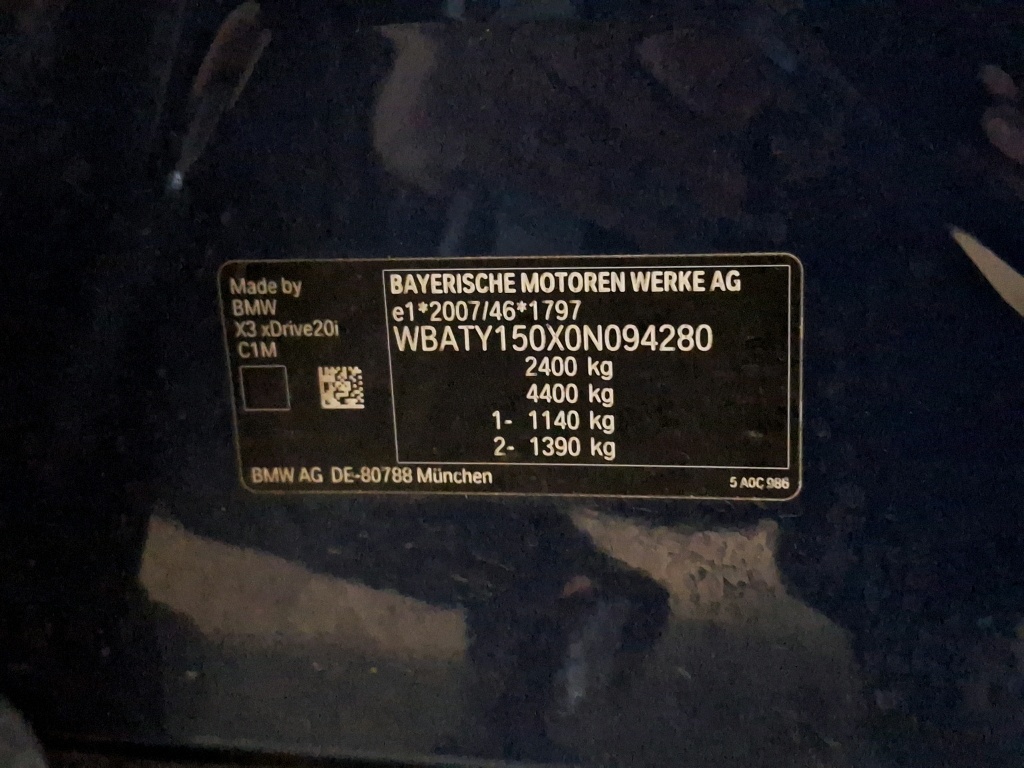 Made by
BMW
X3 xDrive20i
C1M
BAYERISCHE MOTOREN WERKE AG
e1*2007/46*1797
WBATY150X0N094280
2400 kg
4400 kg
1- 1140 kg
2- 1390 kg
BMW AG DE-80788 München
5 A0C 986